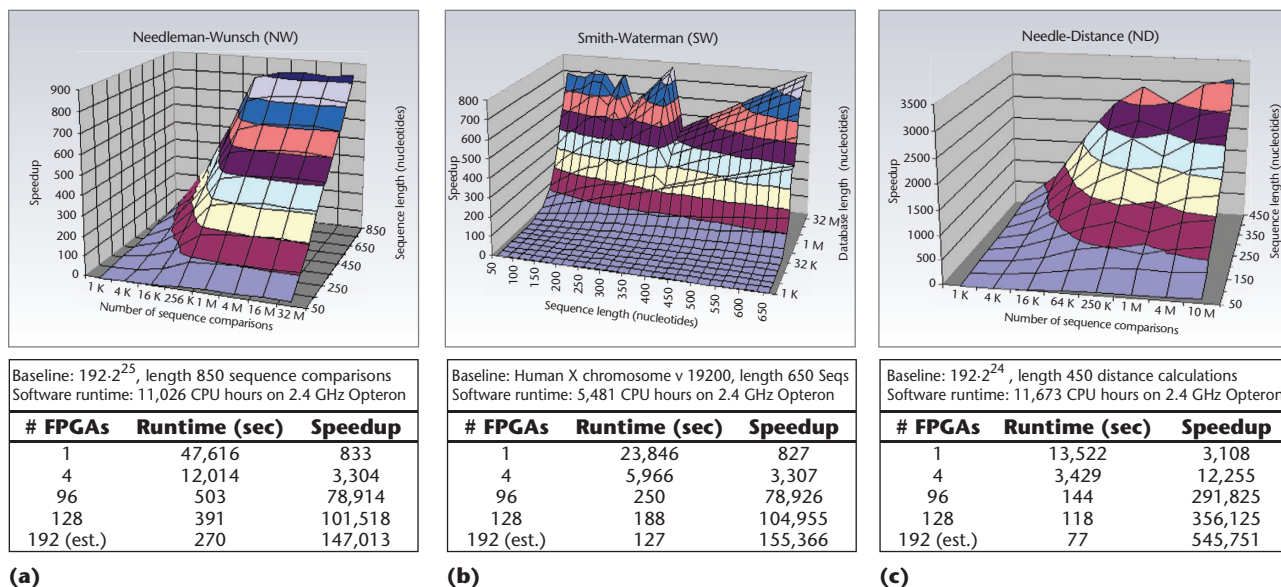 Needleman-Wunsch (NW)
900
800
700
600
500
400
300
200
100
0
Speedup
1 K 4 K 16 K 256 K 1 M 4 M 16 M 32 M
Number of sequence comparisons
850
650
450
250
50
Sequence length (nucleotides)
Baseline: 192·2^25, length 850 sequence comparisons
Software runtime: 11,026 CPU hours on 2.4 GHz Opteron
# FPGAs Runtime (sec) Speedup
1 47,616 833
4 12,014 3,304
96 503 78,914
128 391 101,518
192 (est.) 270 147,013
(a)
Smith-Waterman (SW)
800
700
600
500
400
300
200
100
0
Speedup
50 100 150 200 250 300 350 400 450 500 550 600 650
Sequence length (nucleotides)
32 M
1 M
32 K
1 K
Database length (nucleotides)
Baseline: Human X chromosome v 19200, length 650 Seqs
Software runtime: 5,481 CPU hours on 2.4 GHz Opteron
# FPGAs Runtime (sec) Speedup
1 23,846 827
4 5,966 3,307
96 250 78,926
128 188 104,955
192 (est.) 127 155,366
(b)
Needle-Distance (ND)
3500
3000
2500
2000
1500
1000
500
0
Speedup
1 K 4 K 16 K 64 K 250 K 1 M 4 M 10 M
Number of sequence comparisons
450
350
250
150
50
Sequence length (nucleotides)
Baseline: 192·2^24 , length 450 distance calculations
Software runtime: 11,673 CPU hours on 2.4 GHz Opteron
# FPGAs Runtime (sec) Speedup
1 13,522 3,108
4 3,429 12,255
96 144 291,825
128 118 356,125
192 (est.) 77 545,751
(c)